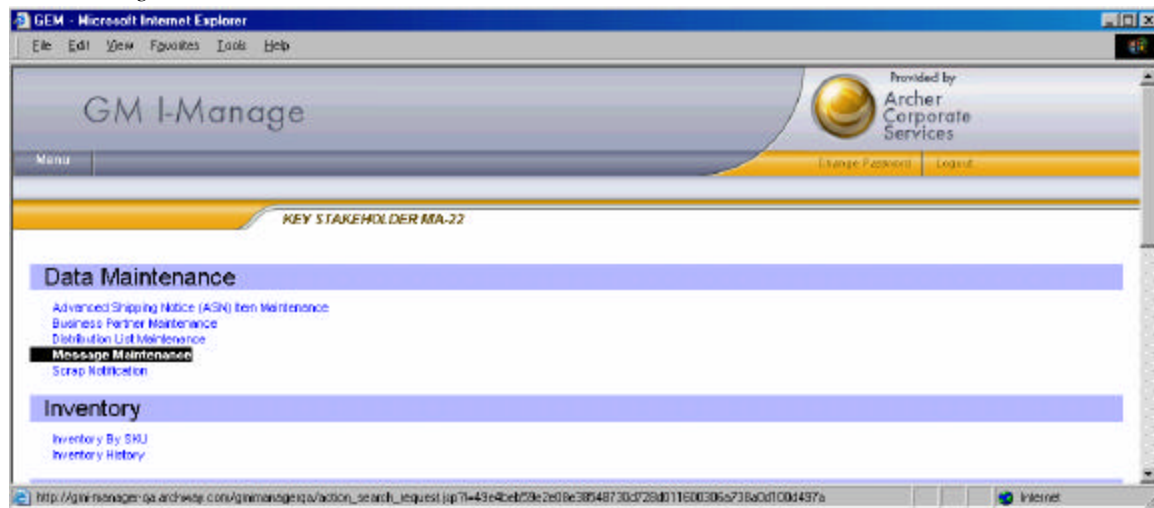 GEM - Microsoft Internet Explorer
File Edit View Favorites Tools Help
GM I-Manage
Provided by
Archer
Corporate
Services
Menu
Change Password Logout
KEY STAKEHOLDER MA-22
Data Maintenance
Advanced Shipping Notice (ASN) Item Maintenance
Business Partner Maintenance
Distribution List Maintenance
Message Maintenance
Scrap Notification
Inventory
Inventory By SKU
Inventory History
Internet